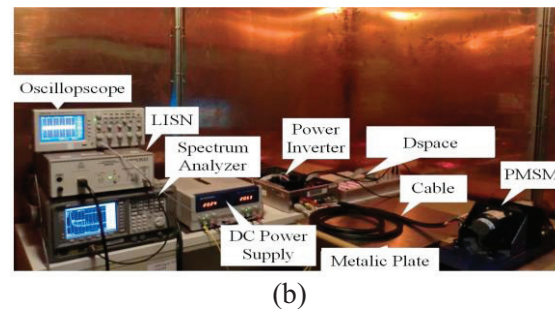 Oscillopscope
LISN
Spectrum
Analyzer
Power
Inverter
Dspace
Cable
PMSM
DC Power
Supply
Metalic Plate
(b)